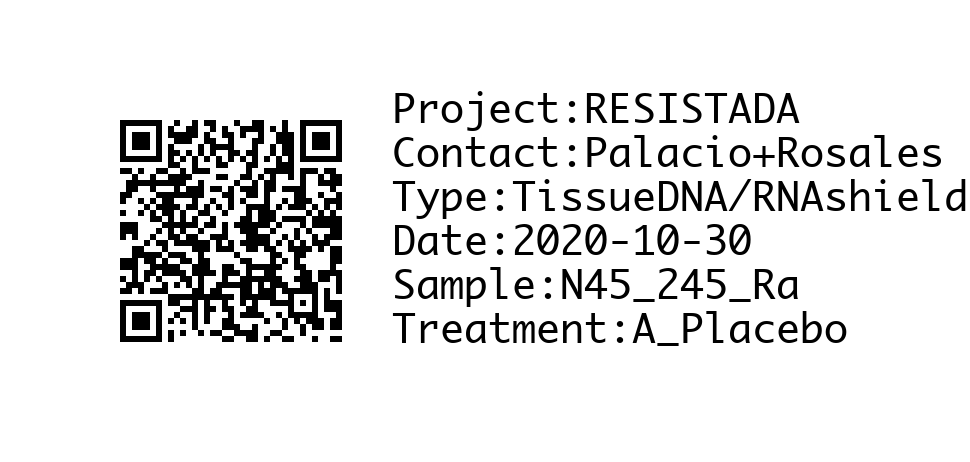 Project:RESISTADA
Contact:Palacio+Rosales
Type:TissueDNA/RNAshield
Date:2020-10-30
Sample:N45_245_Ra
Treatment:A_Placebo